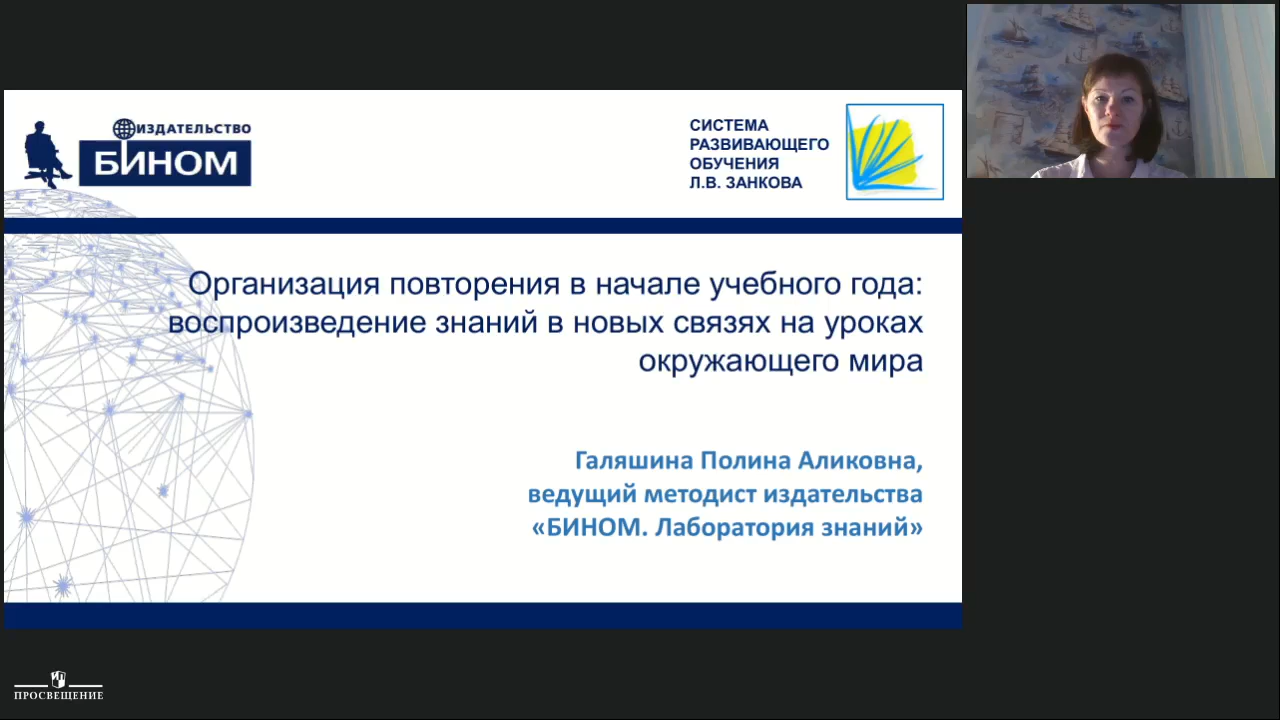 ИЗДАТЕЛЬСТВО
БИНОМ
СИСТЕМА
РАЗВИВАЮЩЕГО
ОБУЧЕНИЯ
Л.В. ЗАНКОВА
Организация повторения в начале учебного года:
воспроизведение знаний в новых связях на уроках
окружающего мира
Галяшина Полина Аликовна,
ведущий методист издательства
«БИНОМ. Лаборатория знаний»
ПРОСВЕЩЕНИЕ